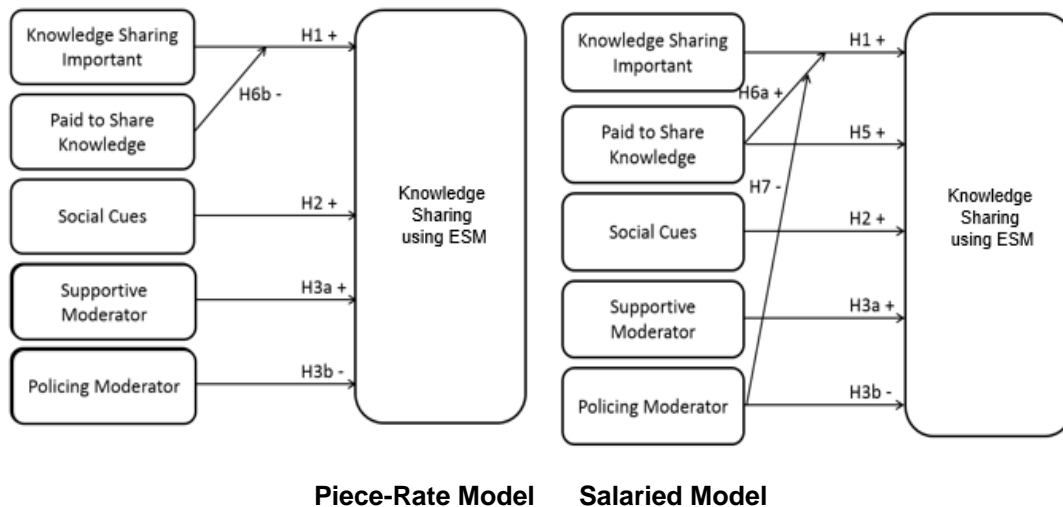 Knowledge Sharing
Important
H1 +
H6b -
Paid to Share
Knowledge
Social Cues
H2 +
Supportive
Moderator
H3a +
Policing Moderator
H3b -
Knowledge
Sharing
using ESM
Knowledge Sharing
Important
H1 +
H6a +
Paid to Share
Knowledge
H5 +
H7 -
Social Cues
H2 +
Supportive
Moderator
H3a +
Policing Moderator
H3b -
Knowledge
Sharing
using ESM
Piece-Rate Model
Salaried Model